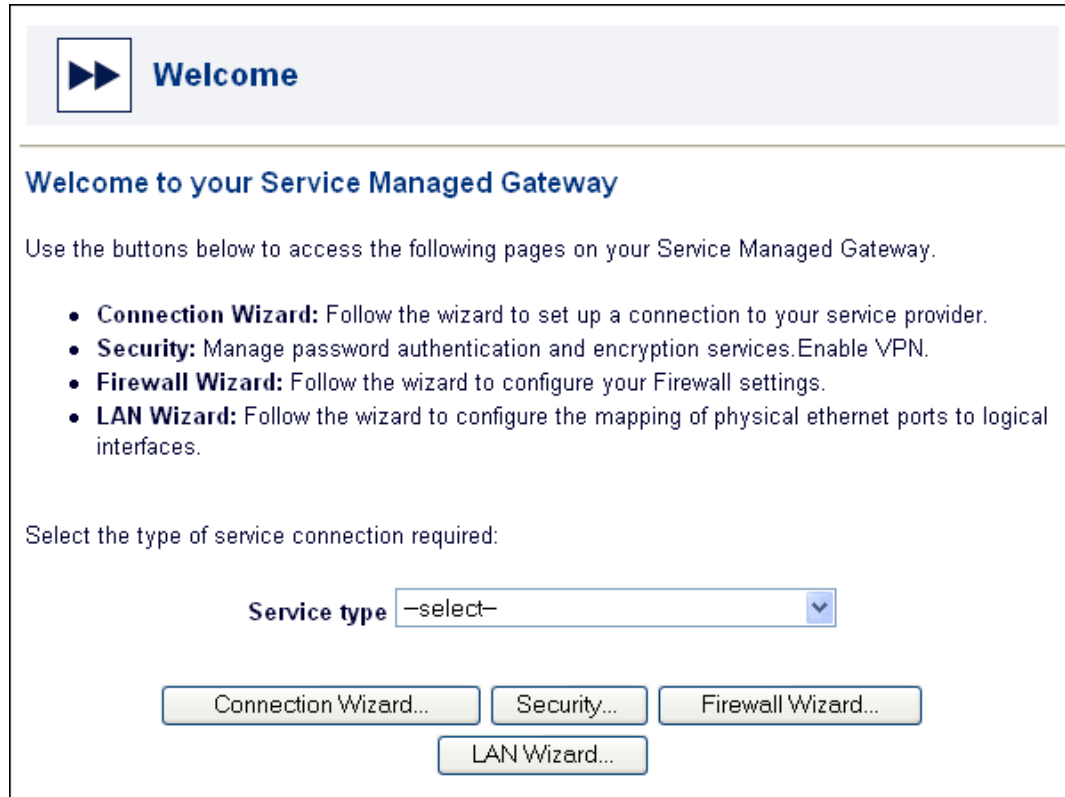 Welcome
Welcome to your Service Managed Gateway
Use the buttons below to access the following pages on your Service Managed Gateway.
• Connection Wizard: Follow the wizard to set up a connection to your service provider.
• Security: Manage password authentication and encryption services.Enable VPN.
• Firewall Wizard: Follow the wizard to configure your Firewall settings.
• LAN Wizard: Follow the wizard to configure the mapping of physical ethernet ports to logical
interfaces.
Select the type of service connection required:
Service type –select–
Connection Wizard... Security... Firewall Wizard...
LAN Wizard...